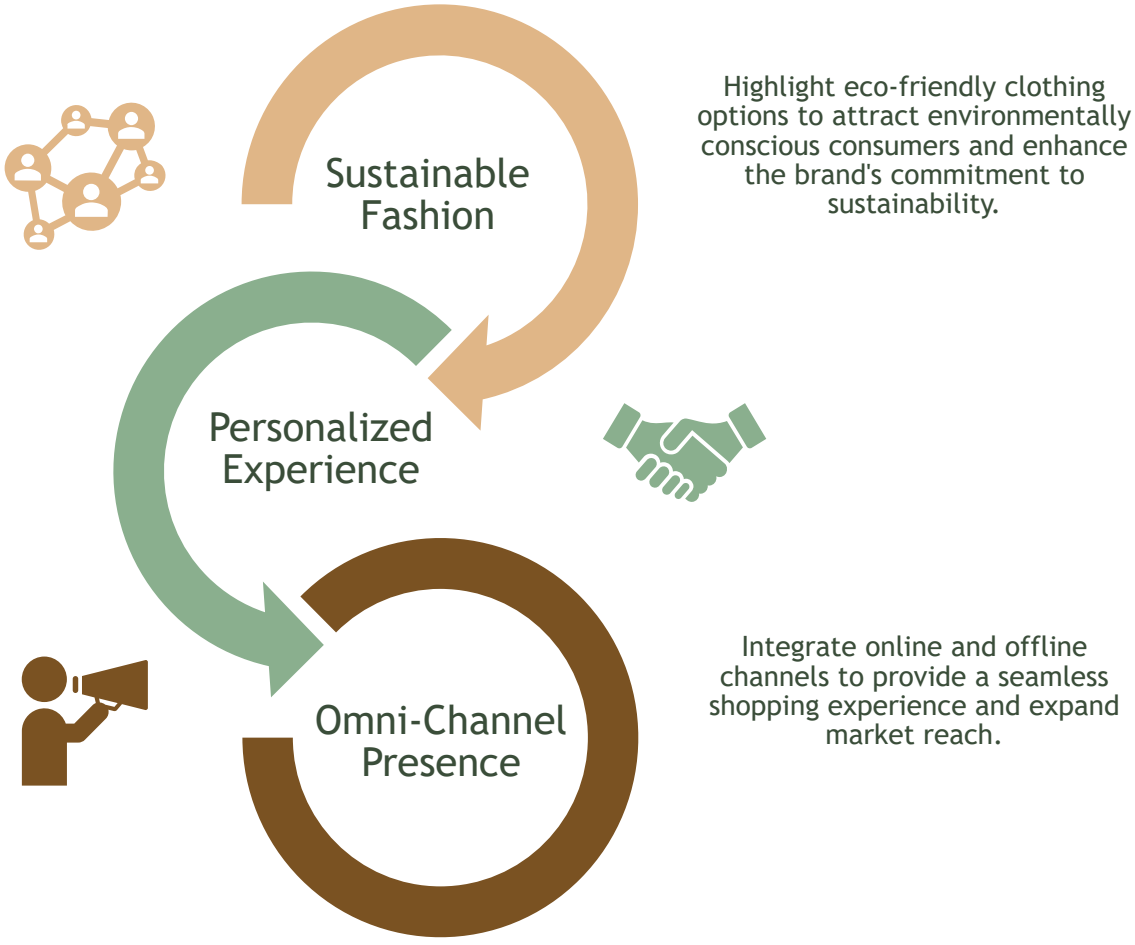 Sustainable
Fashion
Highlight eco-friendly clothing
options to attract environmentally
conscious consumers and enhance
the brand's commitment to
sustainability.
Personalized
Experience
Omni-Channel
Presence
Integrate online and offline
channels to provide a seamless
shopping experience and expand
market reach.